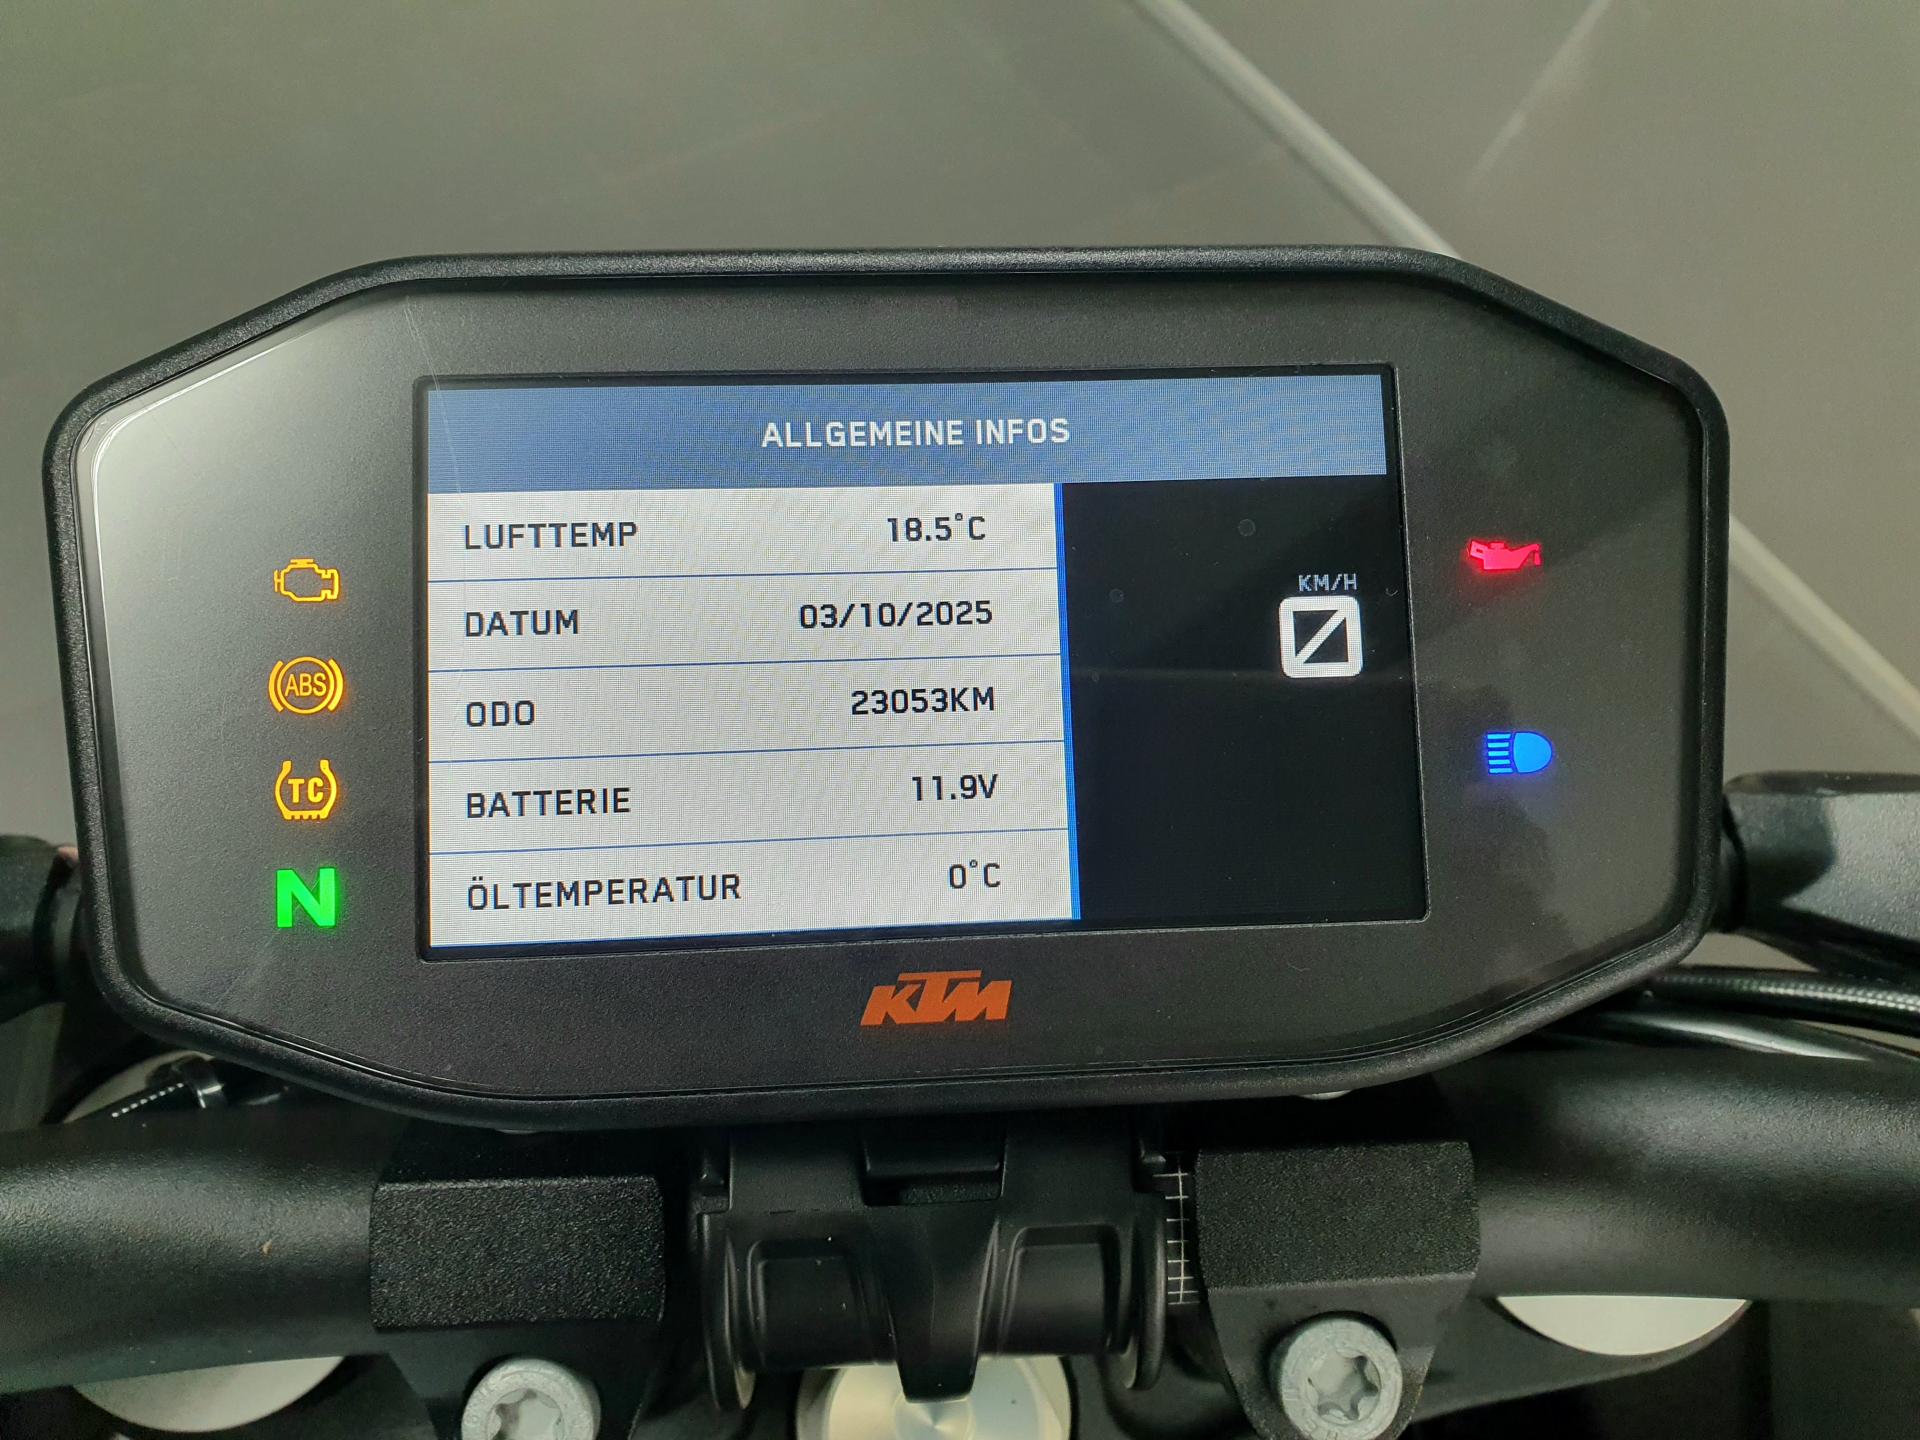 ALLGEMEINE INFOS
LUFTTEMP 18.5°C
DATUM 03/10/2025
ODO 23053KM
BATTERIE 11.9V
ÖLTEMPERATUR 0°C
KM/H
0
ABS
TC
N
KTM